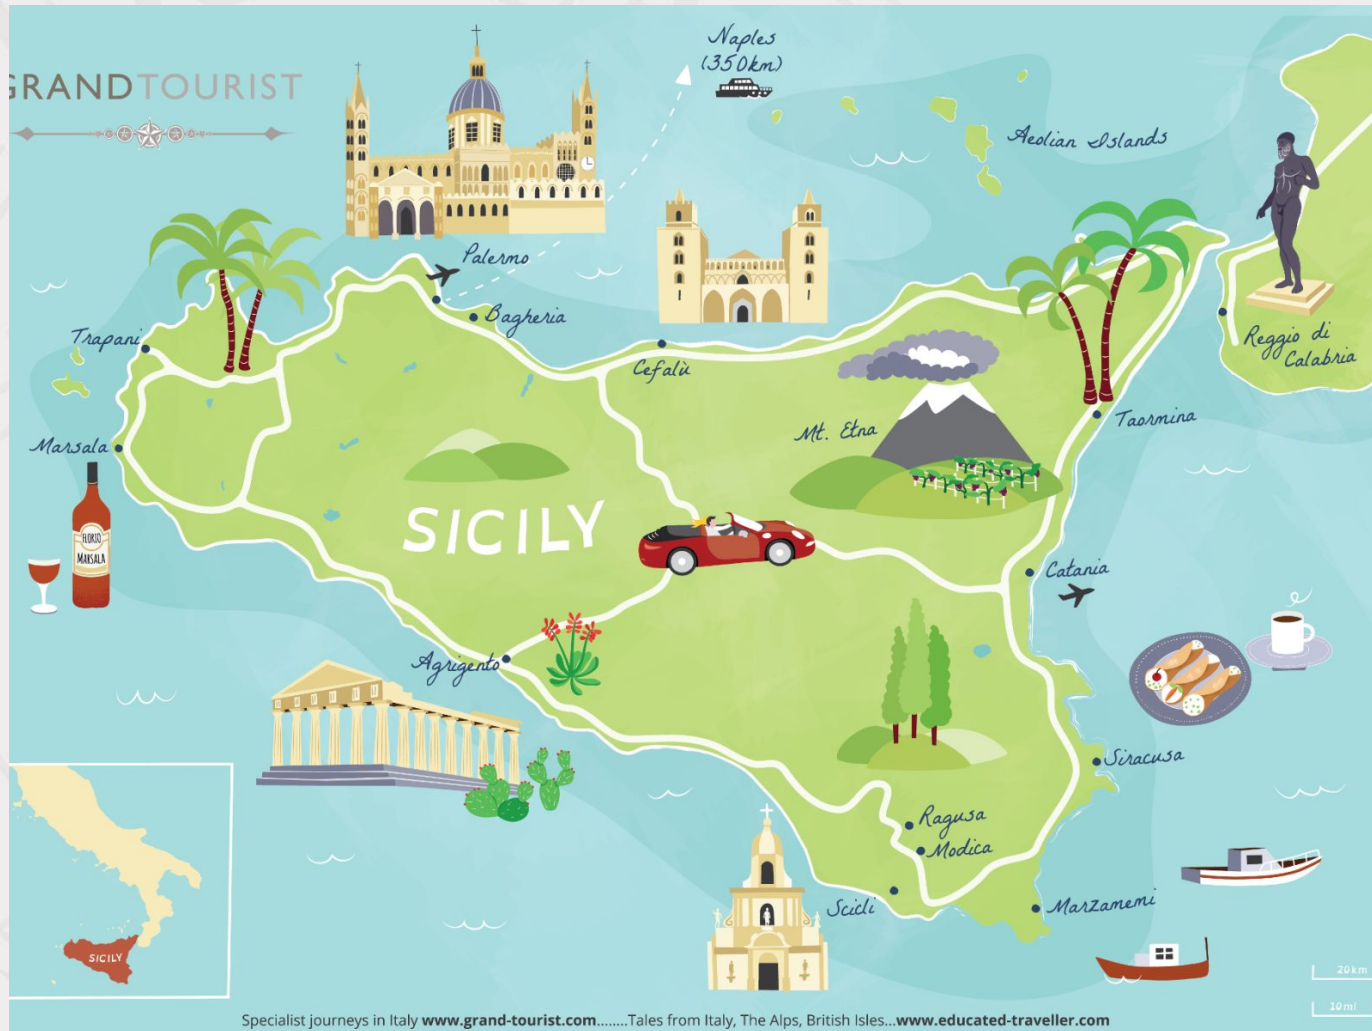 GRANDTOURIST
Naples
(350km)
Aeolian Islands
Palermo
Bagheria
Trapani
Cefalù
Reggio di
Calabria
Marsala
Mt. Etna
Taormina
FLORIO
MARSALA
SICILY
Catania
Agrigento
Siracusa
Ragusa
Modica
Scicli
Marzamemi
SICILY
20km
10mi
Specialist journeys in Italy www.grand-tourist.com........Tales from Italy, The Alps, British Isles...www.educated-traveller.com